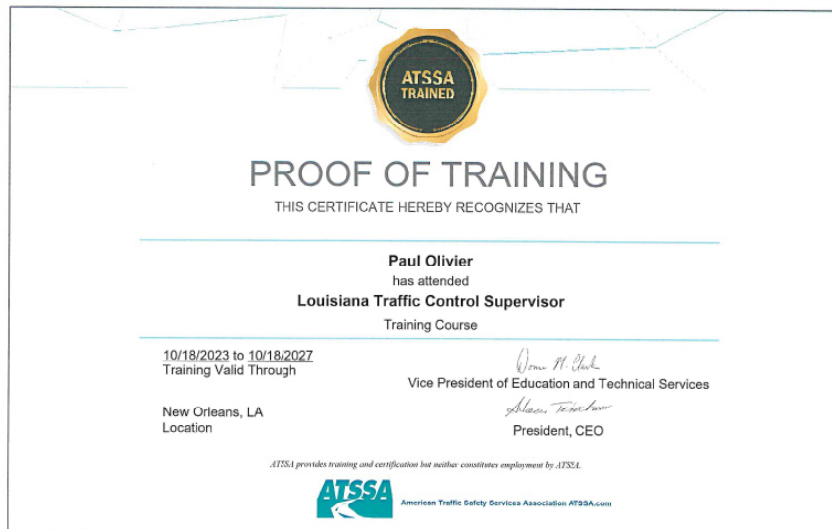 ATSSA
TRAINED
PROOF OF TRAINING
THIS CERTIFICATE HEREBY RECOGNIZES THAT
Paul Olivier
has attended
Louisiana Traffic Control Supervisor
Training Course
10/18/2023 to 10/18/2027
Training Valid Through
Vice President of Education and Technical Services
New Orleans, LA
Location
President, CEO
ATSSA provides training and certification but neither constitutes employment by ATSSA.
ATSSA
American Traffic Safety Services Association ATSSA.com